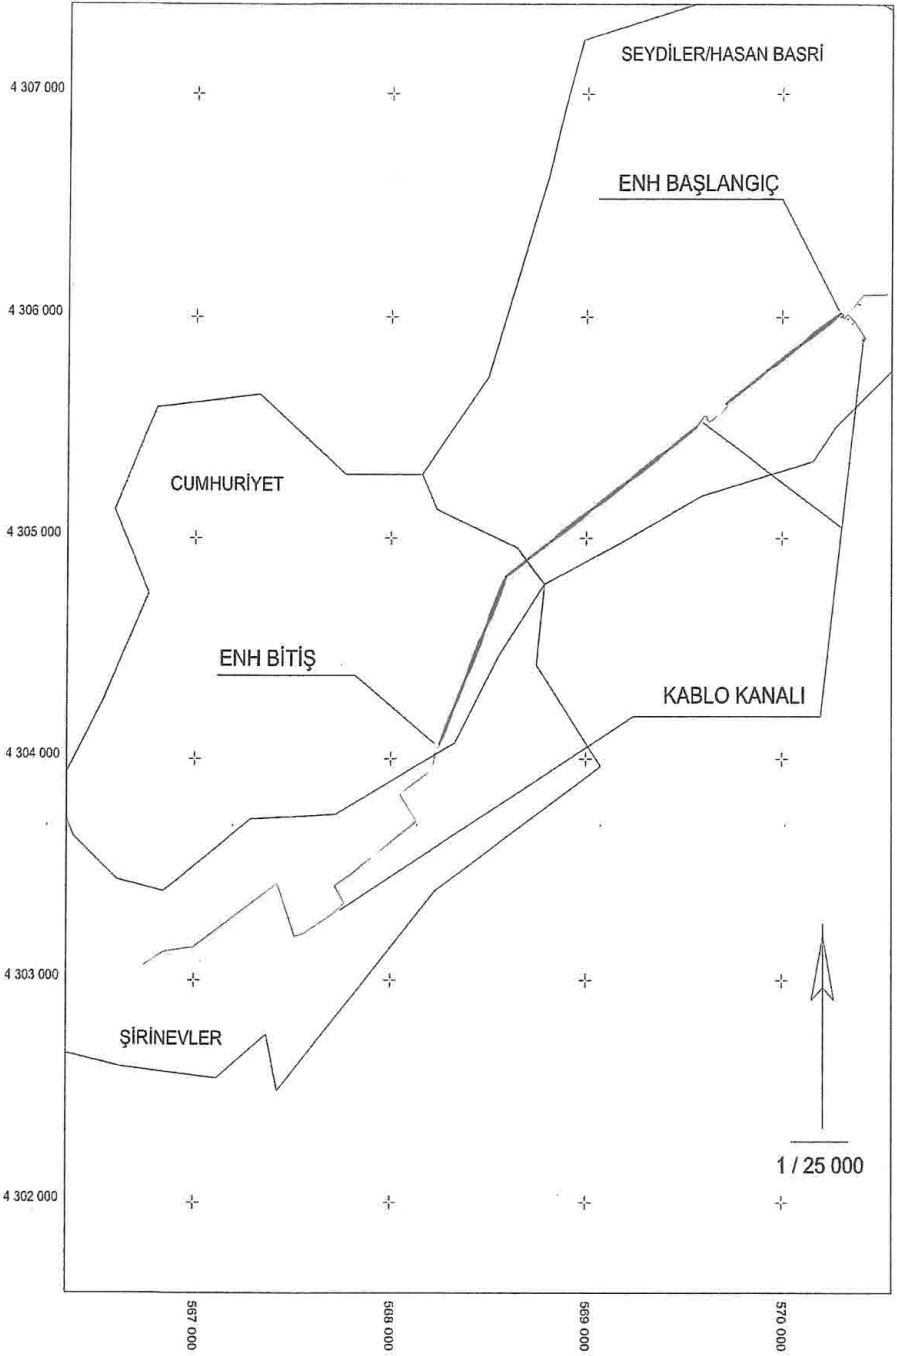 SEYDİLER/HASAN BASRİ
4 307 000
ENH BAŞLANGIÇ
4 306 000
CUMHURİYET
4 305 000
ENH BİTİŞ
KABLO KANALI
4 304 000
4 303 000
ŞİRİNEVLER
1 / 25 000
4 302 000
567 000
568 000
569 000
570 000